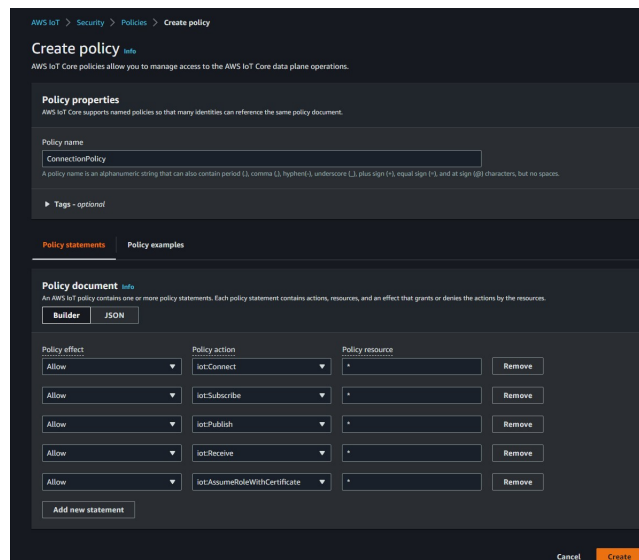 AWS IoT > Security > Policies > Create policy
Create policy Info
AWS IoT Core policies allow you to manage access to the AWS IoT Core data plane operations.
Policy properties
AWS IoT Core supports named policies so that many identities can reference the same policy document.
Policy name
ConnectionPolicy
A policy name is an alphanumeric string that can also contain period (.), comma (,), hyphen(-), underscore (_), plus sign (+), equal sign (=), and at sign (@) characters, but no spaces.
▶ Tags - optional
Policy statements Policy examples
Policy document Info
An AWS IoT policy contains one or more policy statements. Each policy statement contains actions, resources, and an effect that grants or denies the actions by the resources.
Builder JSON
Policy effect Policy action Policy resource
Allow iot:Connect * Remove
Allow iot:Subscribe * Remove
Allow iot:Publish * Remove
Allow iot:Receive * Remove
Allow iot:AssumeRoleWithCertificate * Remove
Add new statement
Cancel Create